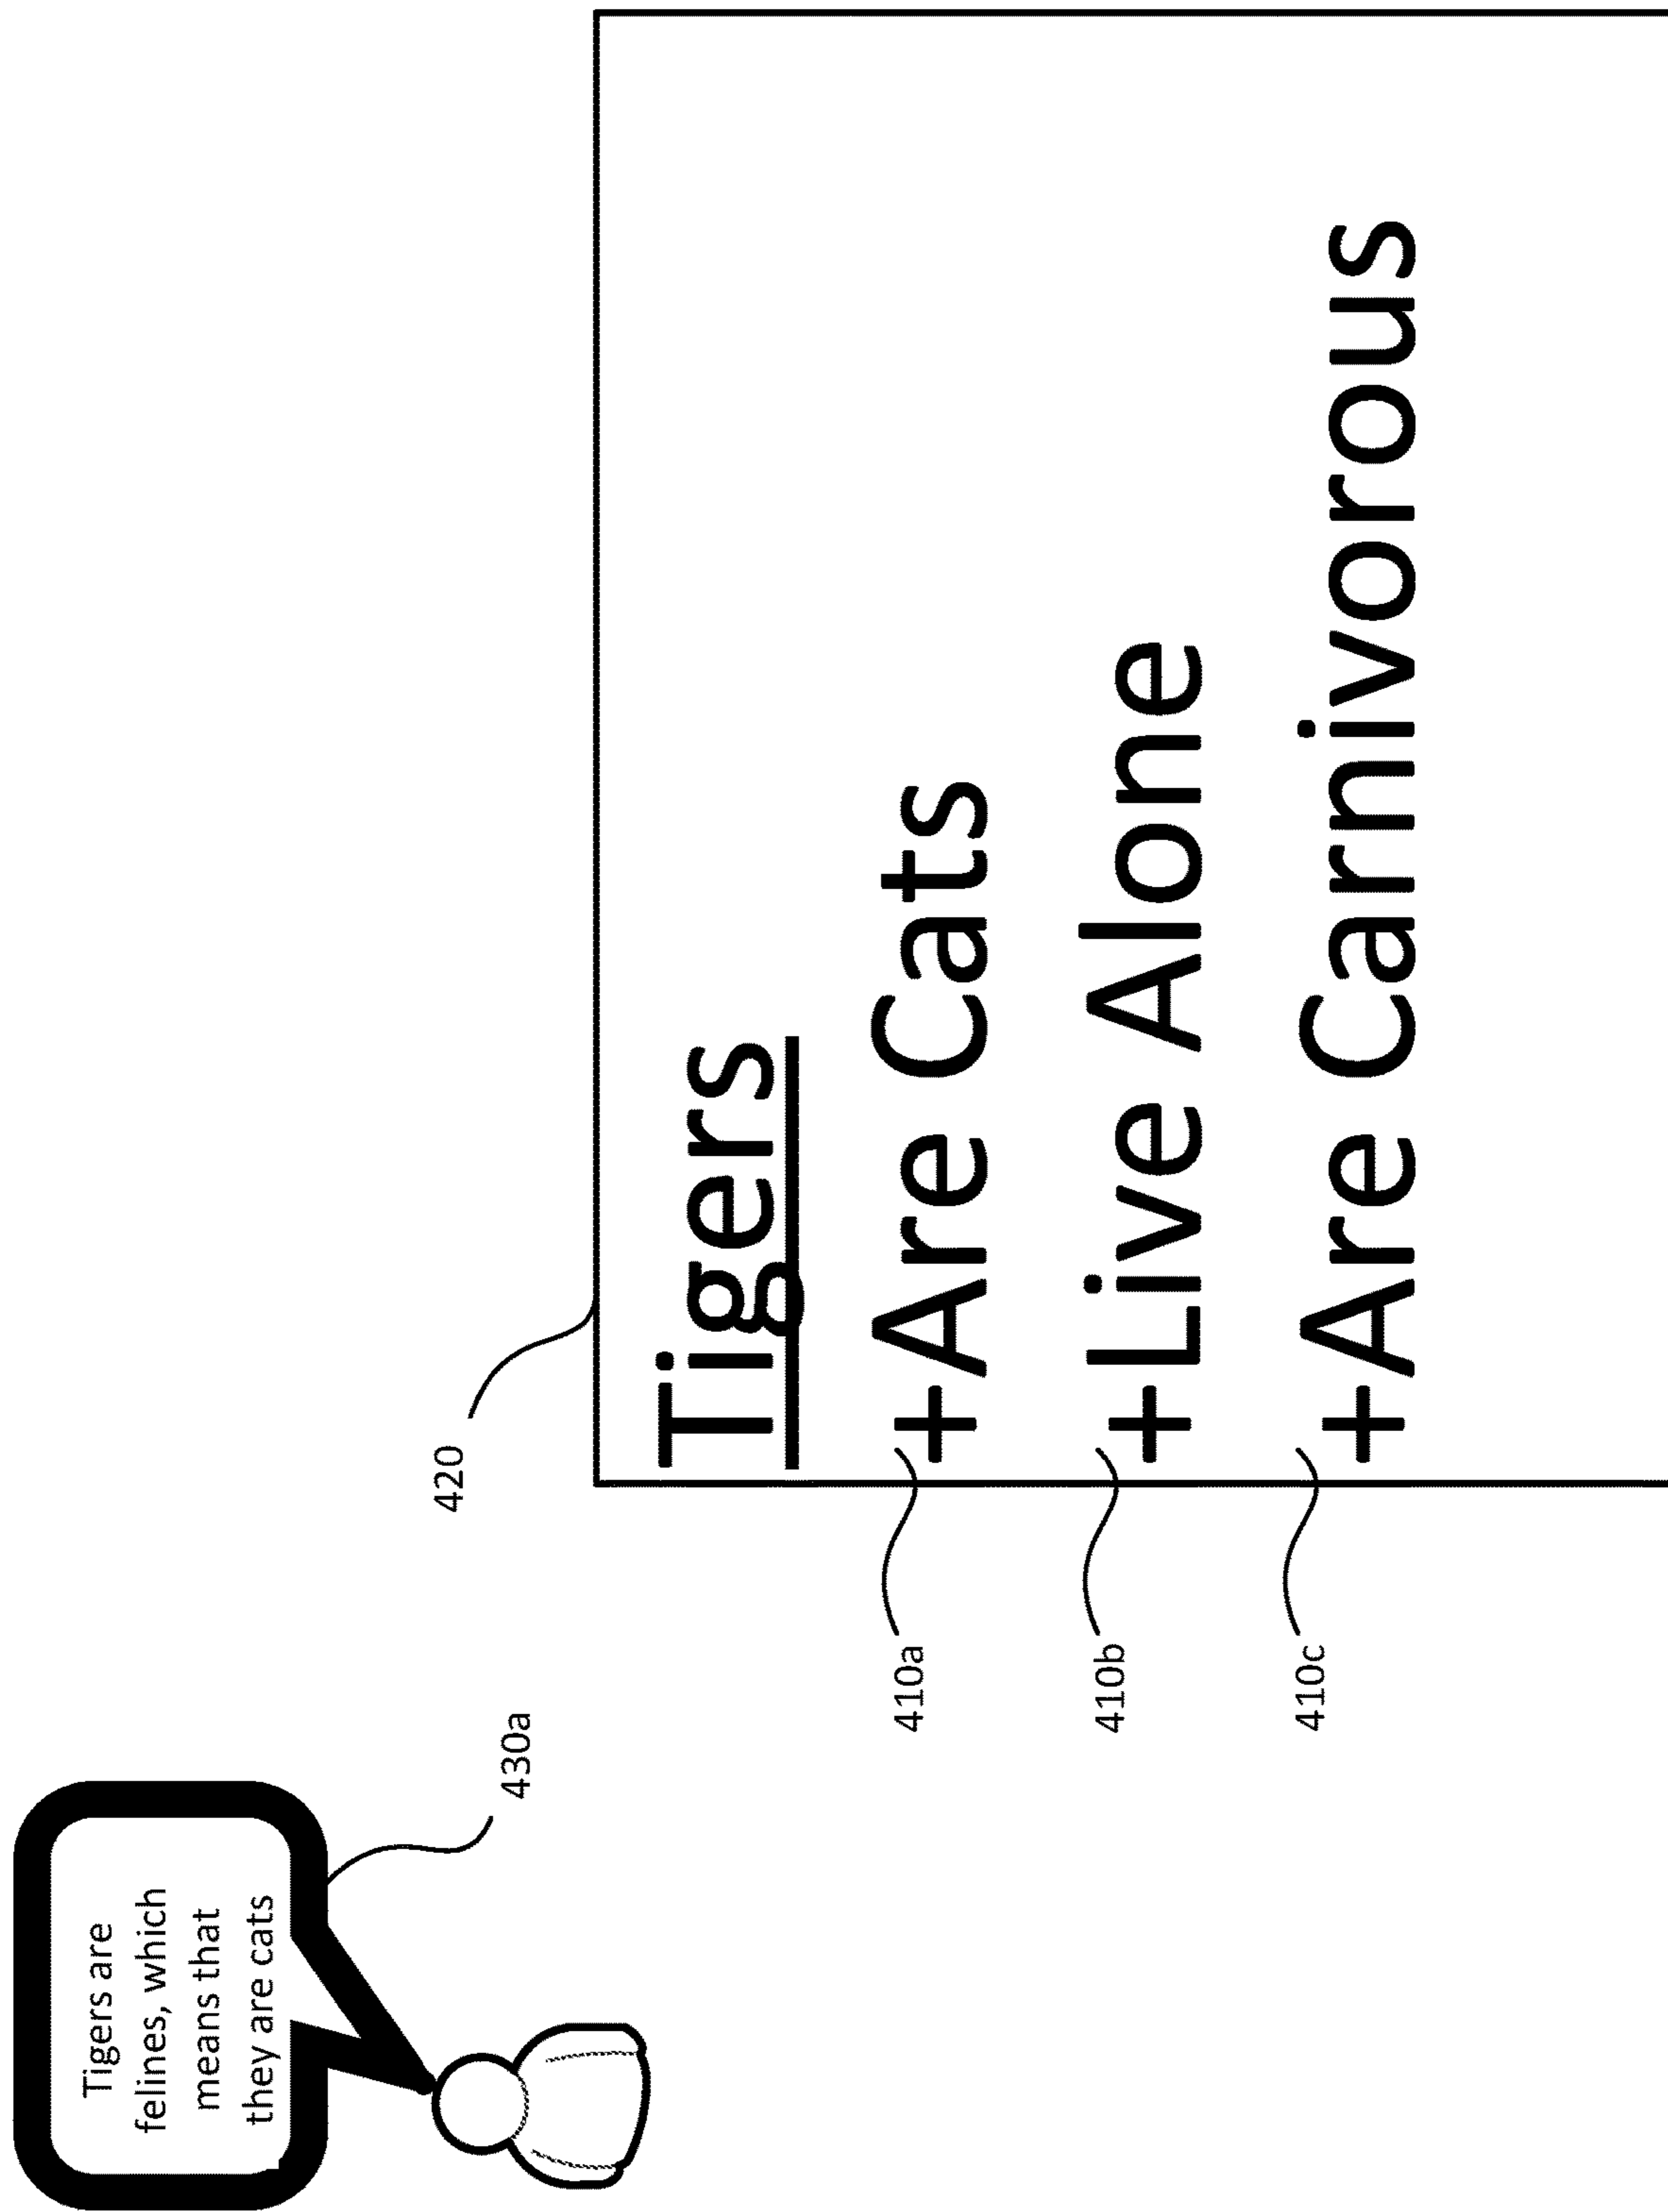 Tigers are
felines, which
means that
they are cats
430a
420
Tigers
410a
+Are Cats
410b
+Live Alone
410c
+Are Carnivorous